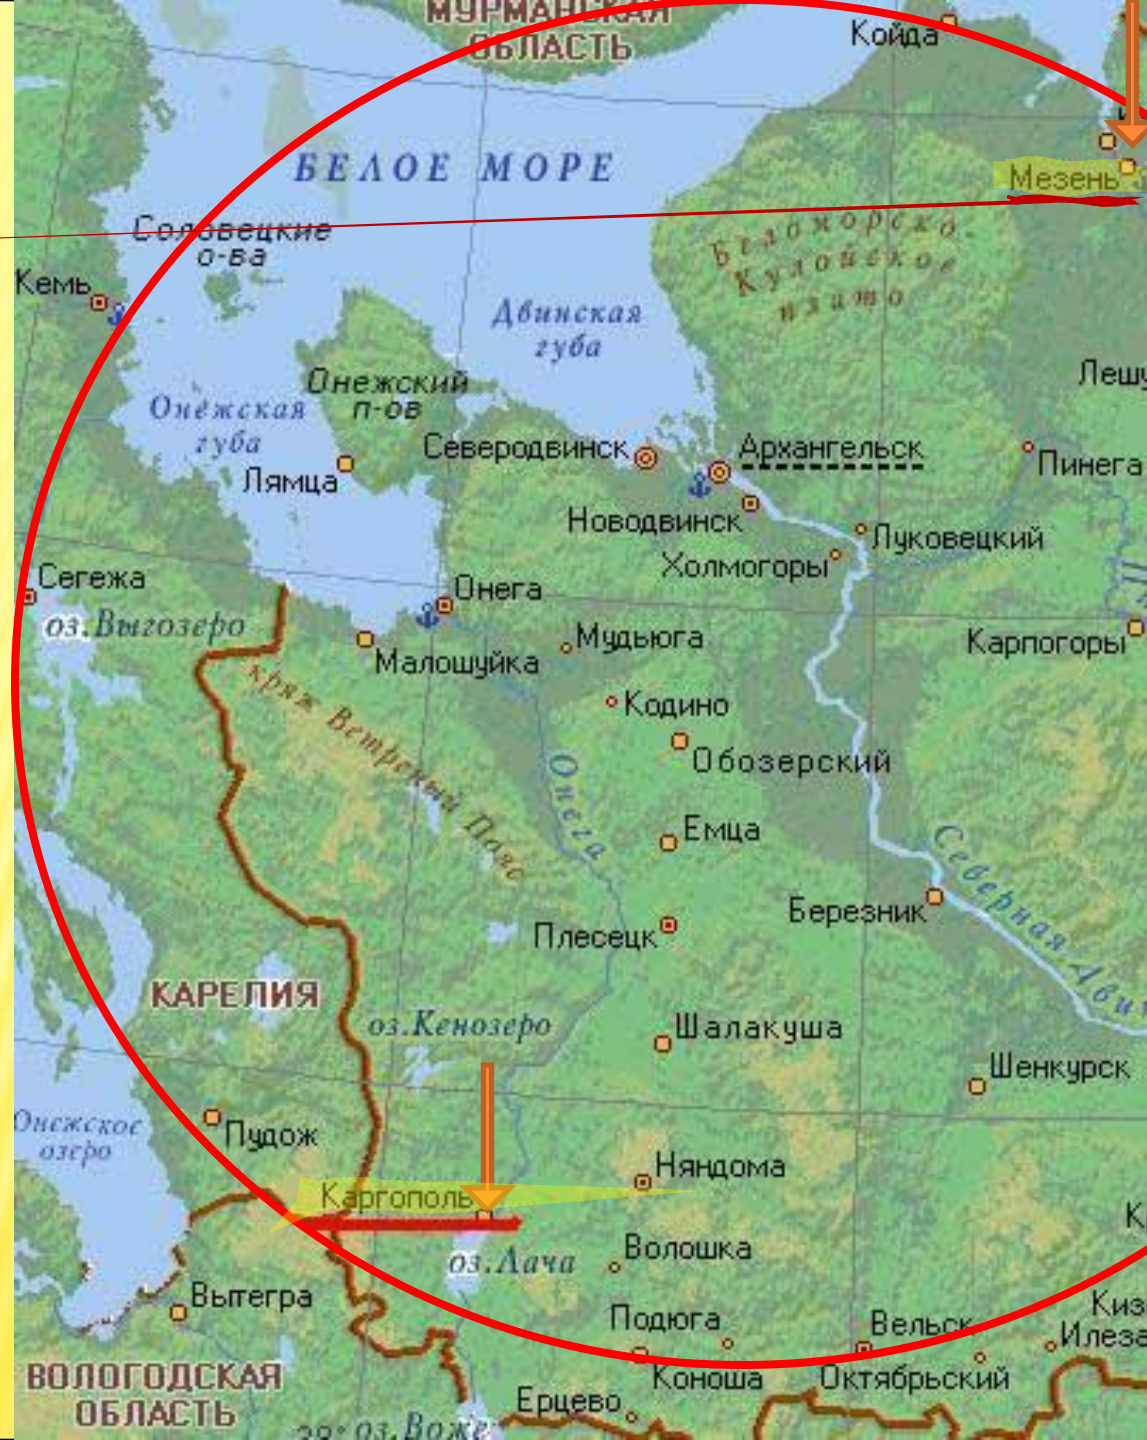 МУРМАНСКАЯ
ОБЛАСТЬ
Койда
БЕЛОЕ МОРЕ
Мезень
Соловецкие
о-ва
Беломорско-
Кулойское
плато
Кемь
Двинская
губа
Онежский
п-ов
Онежская
губа
Лешу
Северодвинск
Архангельск
Пинега
Лямца
Новодвинск
Луковецкий
Холмогоры
Сегежа
Онега
оз.Выгозеро
Мудьюга
Карпогоры
Малошуйка
кряж Ветреный Пояс
Кодино
Обозерский
Онега
Емца
Северная Дви
Березник
Плесецк
КАРЕЛИЯ
оз.Кенозеро
Шалакуша
Шенкурск
Онежское
озеро
Пудож
Няндома
Каргополь
оз.Лача
Волошка
Вытегра
Подюга
Вельск
Киз
Илеза
ВОЛОГОДСКАЯ
ОБЛАСТЬ
Коноша
Октябрьский
Ерцево
38° оз.Воже